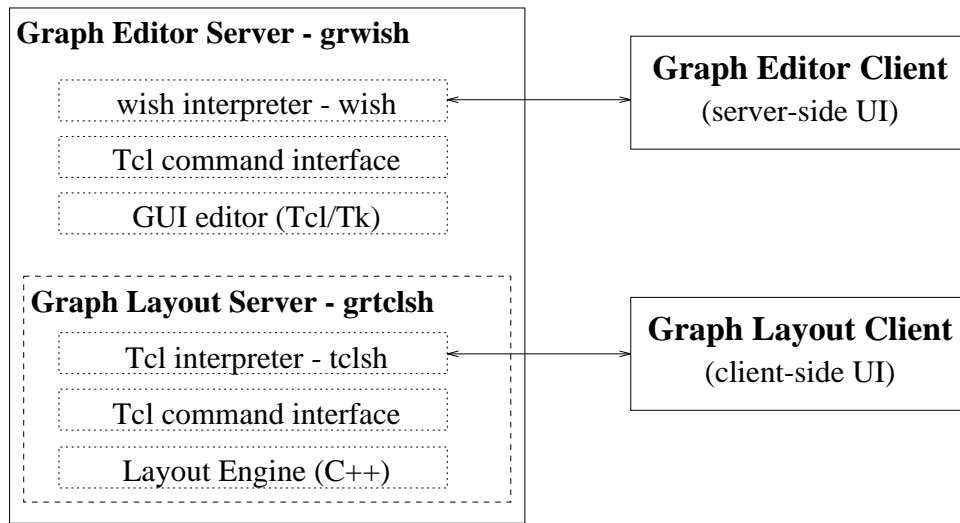 Graph Editor Server - grwish
wish interpreter - wish
Tcl command interface
GUI editor (Tcl/Tk)
Graph Layout Server - grtclsh
Tcl interpreter - tclsh
Tcl command interface
Layout Engine (C++)
Graph Editor Client
(server-side UI)
Graph Layout Client
(client-side UI)